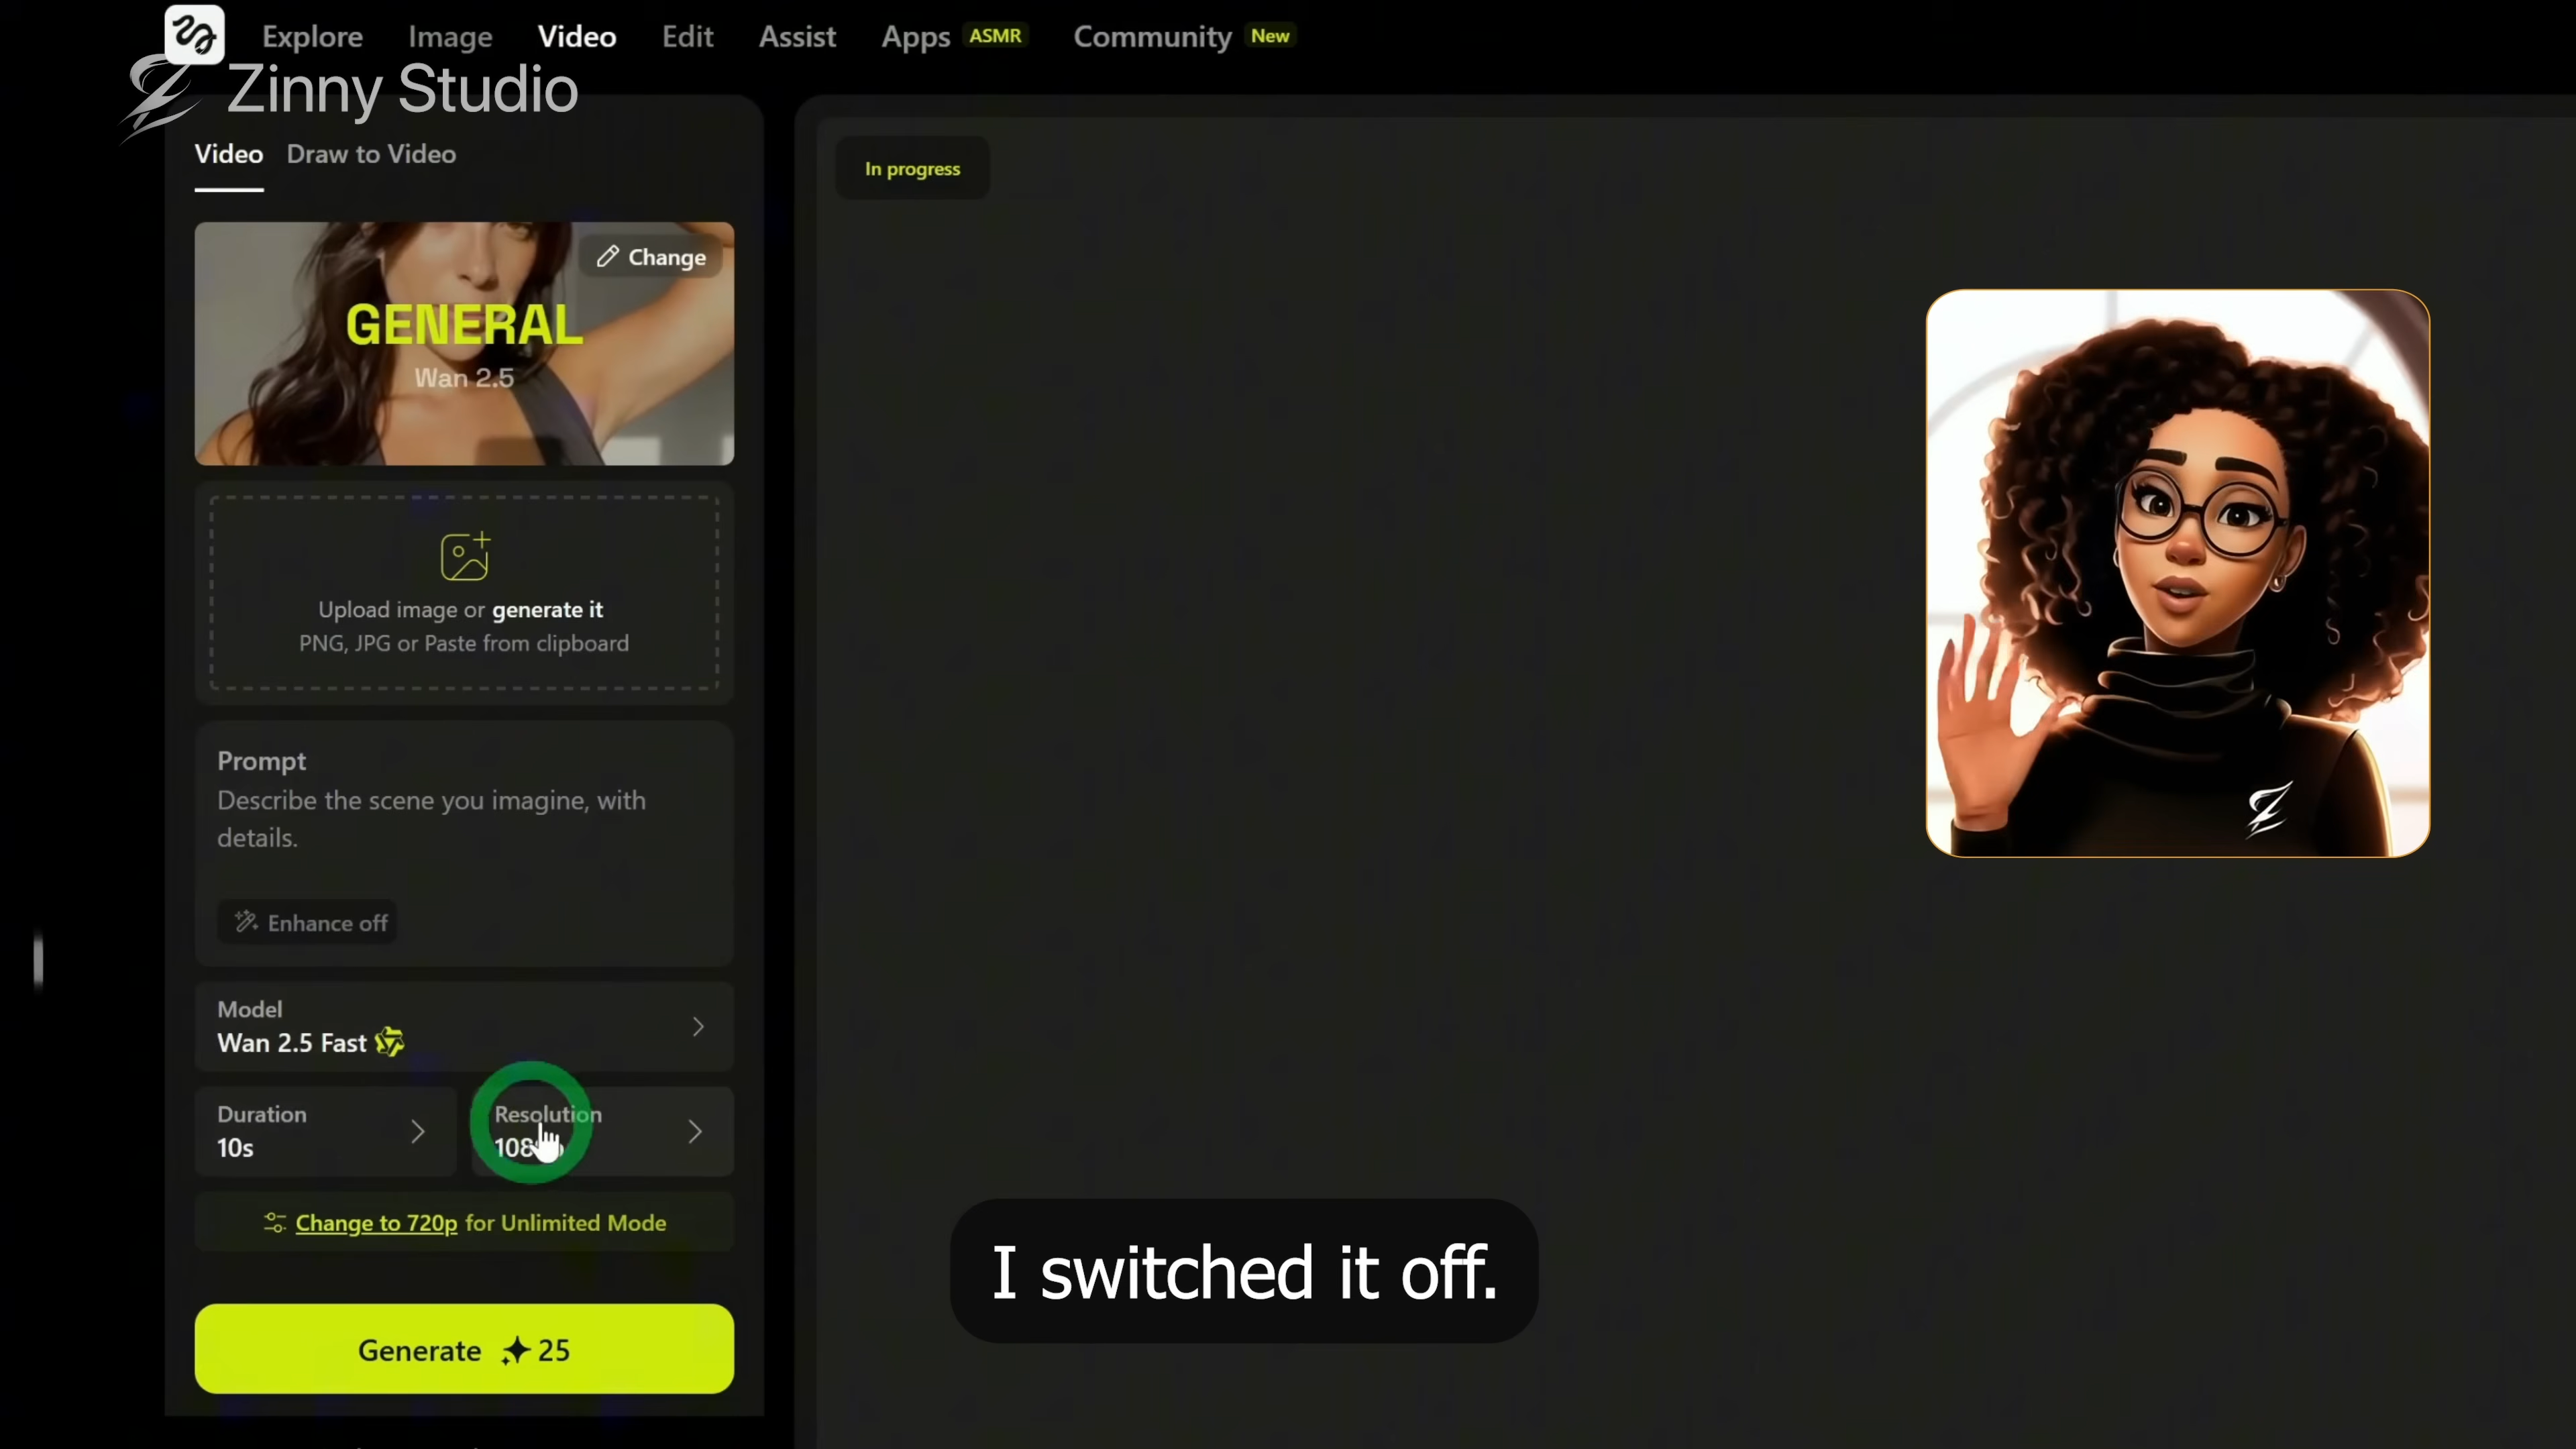 Explore Image Video Edit Assist Apps ASMR Community New
Zinny Studio
Video Draw to Video
In progress
Change
GENERAL
Wan 2.5
Upload image or generate it
PNG, JPG or Paste from clipboard
Prompt
Describe the scene you imagine, with
details.
Enhance off
Model
Wan 2.5 Fast
Duration
10s
Resolution
Change to 720p for Unlimited Mode
I switched it off.
Generate 25